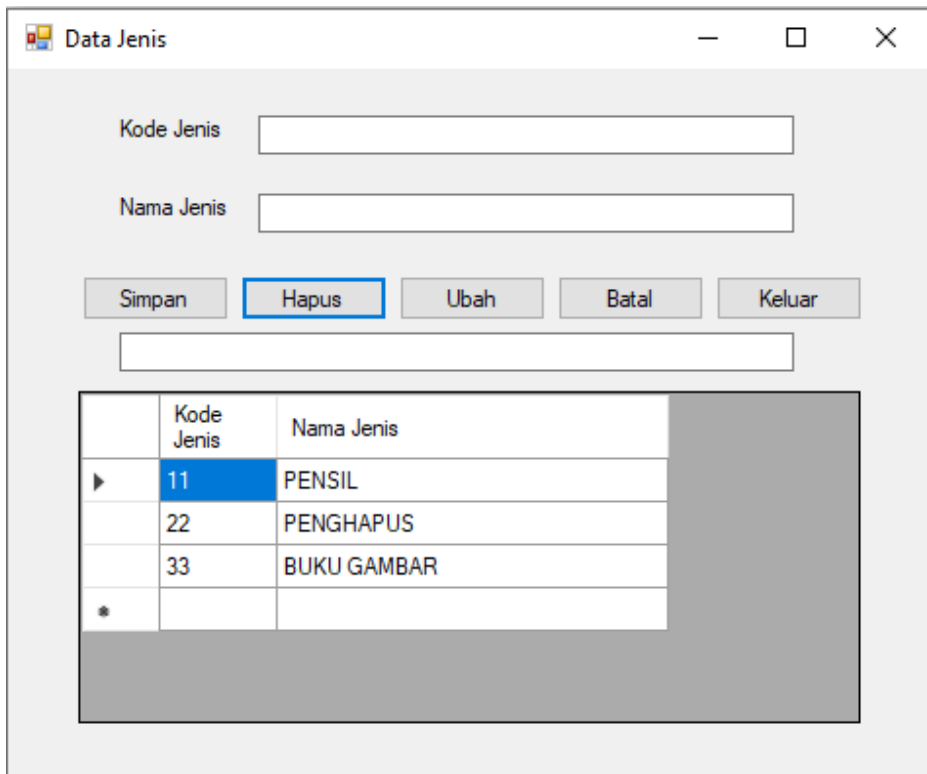 Data Jenis
Kode Jenis
Nama Jenis
Simpan Hapus Ubah Batal Keluar
Kode
Jenis Nama Jenis
11 PENSIL
22 PENGHAPUS
33 BUKU GAMBAR